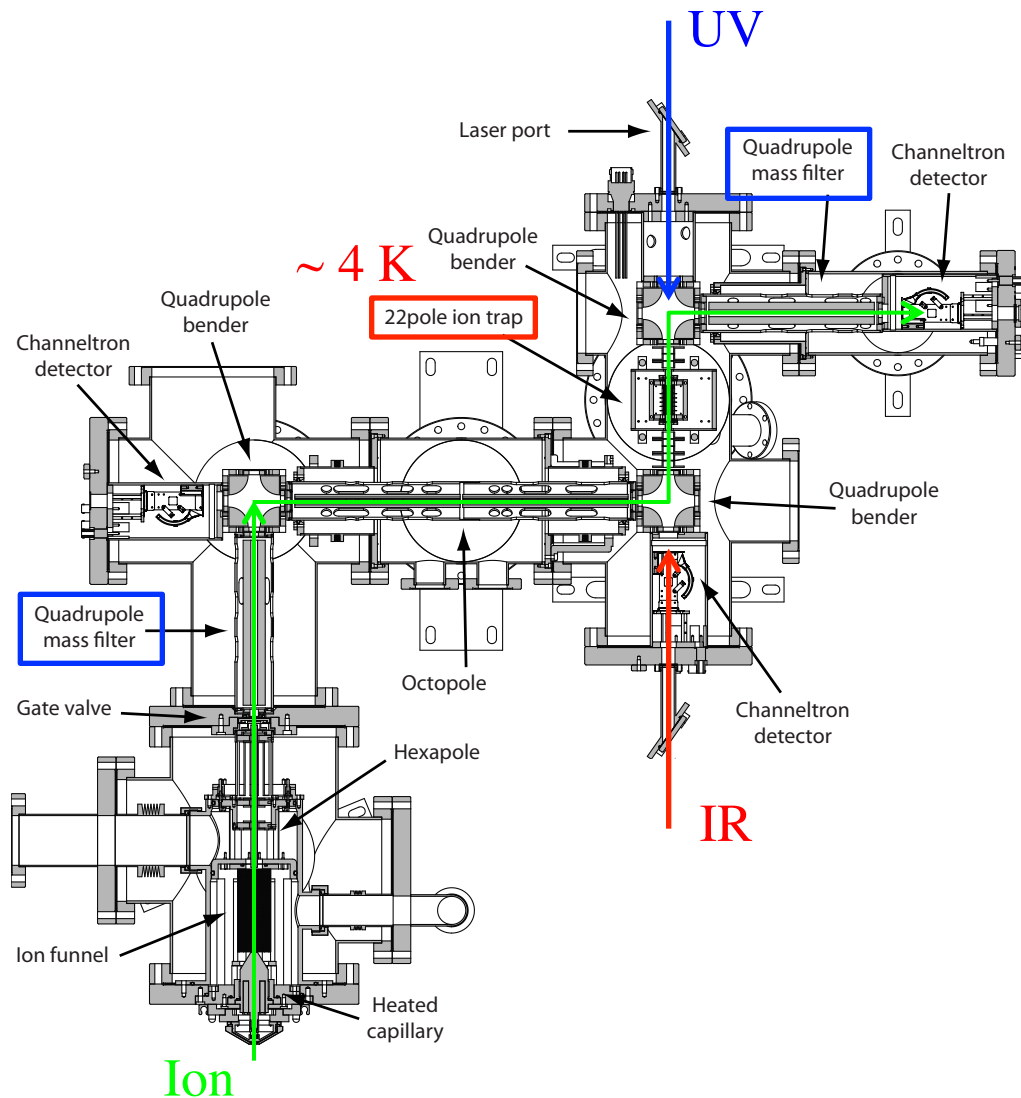 UV
Laser port
Quadrupole
mass filter
Channeltron
detector
Quadrupole
bender
~ 4 K
Quadrupole
bender
22pole ion trap
Channeltron
detector
Quadrupole
bender
Quadrupole
mass filter
Octopole
Gate valve
Channeltron
detector
Hexapole
IR
Ion funnel
Heated
capillary
Ion